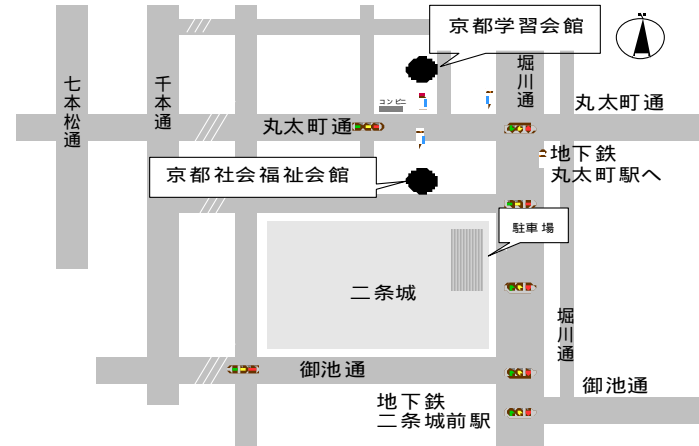 京都学習会館
七本松通
千本通
堀川通
コンビニ
丸太町通
丸太町通
地下鉄
丸太町駅へ
京都社会福祉会館
駐車場
二条城
堀川通
御池通
御池通
地下鉄
二条城前駅